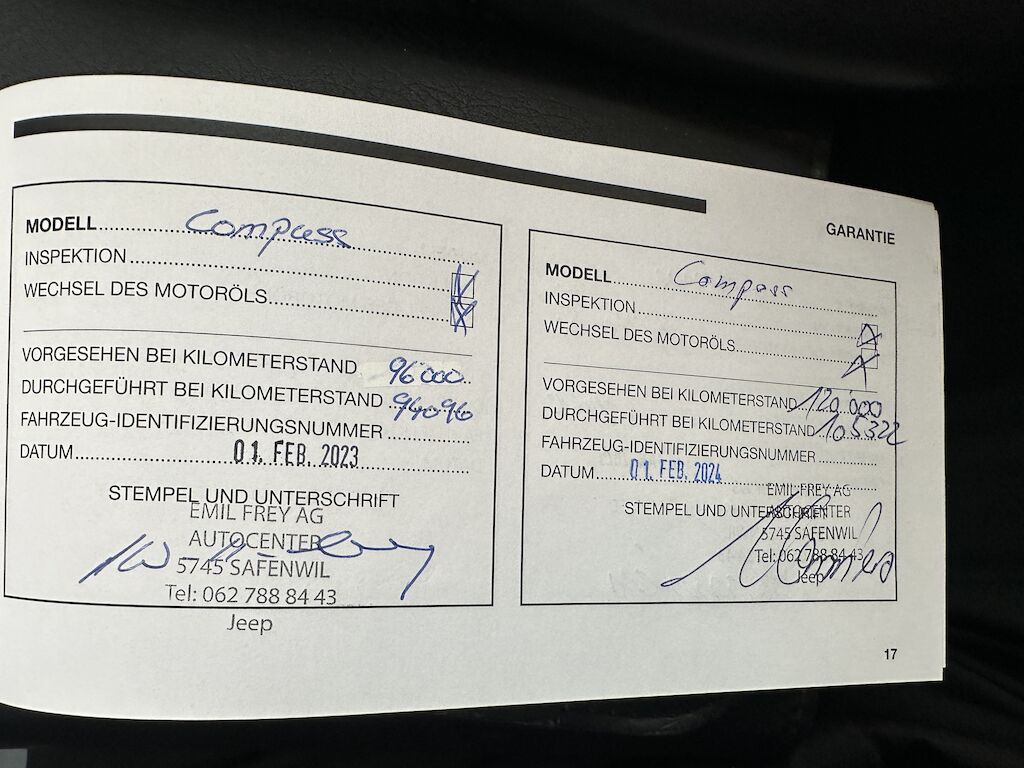 MODELL Compass
INSPEKTION
WECHSEL DES MOTORÖLS
VORGESEHEN BEI KILOMETERSTAND 96'000
DURCHGEFÜHRT BEI KILOMETERSTAND 94096
FAHRZEUG-IDENTIFIZIERUNGSNUMMER
DATUM 01. FEB. 2023
STEMPEL UND UNTERSCHRIFT
EMIL FREY AG
AUTOCENTER
5745 SAFENWIL
Tel: 062 788 84 43
Jeep
GARANTIE
MODELL Compass
INSPEKTION
WECHSEL DES MOTORÖLS
VORGESEHEN BEI KILOMETERSTAND 120'000
DURCHGEFÜHRT BEI KILOMETERSTAND 105322
FAHRZEUG-IDENTIFIZIERUNGSNUMMER
DATUM 01. FEB. 2024
STEMPEL UND UNTERSCHRIFT
EMIL FREY AG
AUTOCENTER
5745 SAFENWIL
Tel: 062 788 84 43
Jeep
17